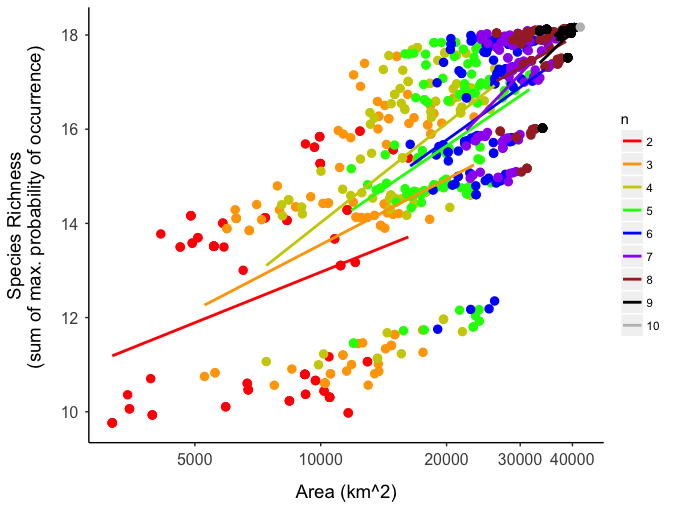 18
16
14
12
10
Species Richness
(sum of max. probability of occurrence)
5000 10000 20000 30000 40000
Area (km^2)
n
2
3
4
5
6
7
8
9
10